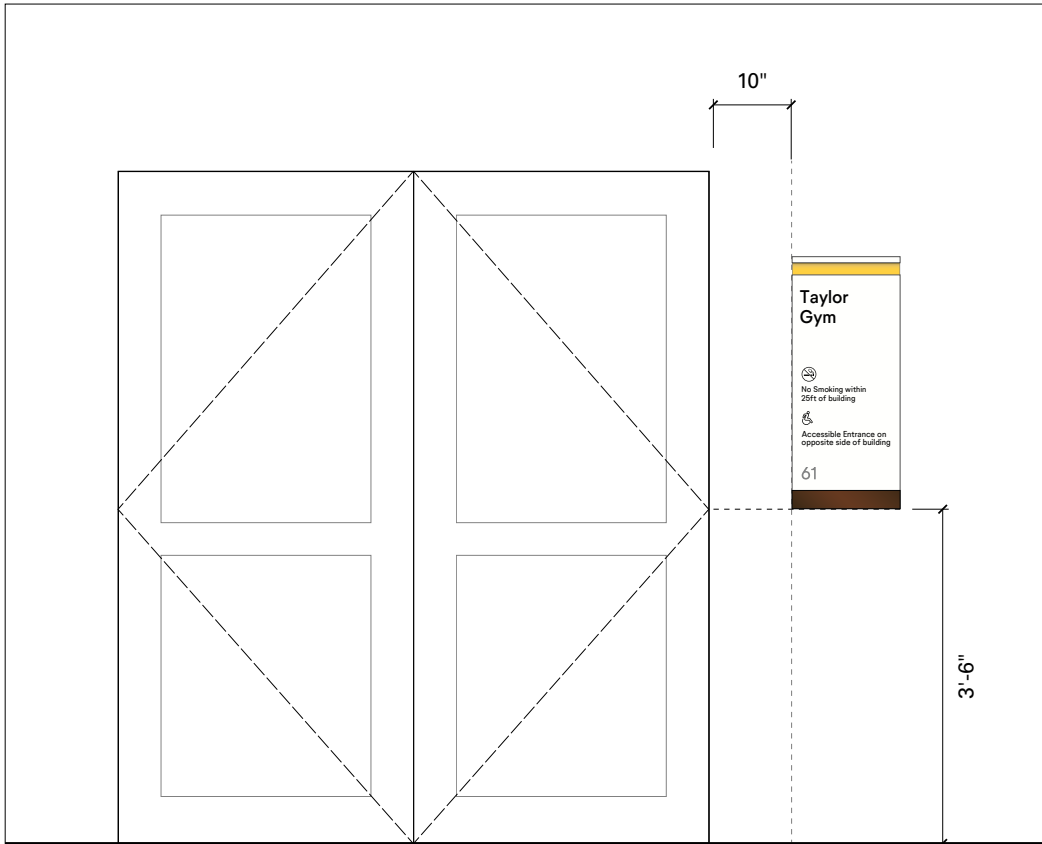 10"
Taylor
Gym
No Smoking within
25ft of building
Accessible Entrance on
opposite side of building
61
3'-6"